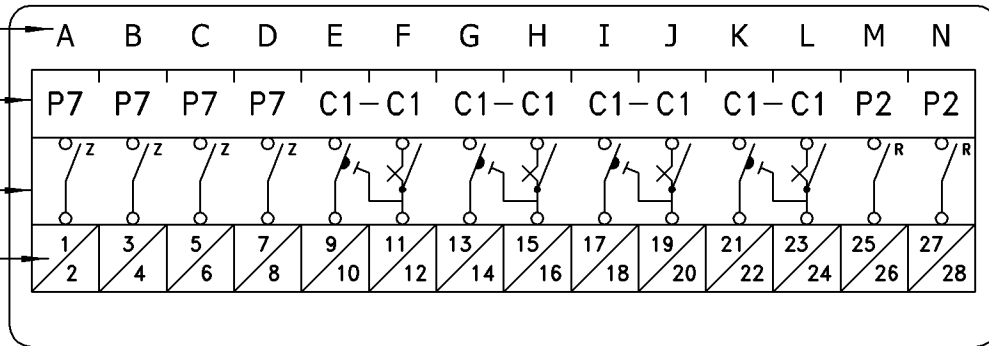 A B C D E F G H I J K L M N
P7 P7 P7 P7 C1-C1 C1-C1 C1-C1 C1-C1 P2 P2
Z Z Z Z R R
1 3 5 7 9 11 13 15 17 19 21 23 25 27
2 4 6 8 10 12 14 16 18 20 22 24 26 28